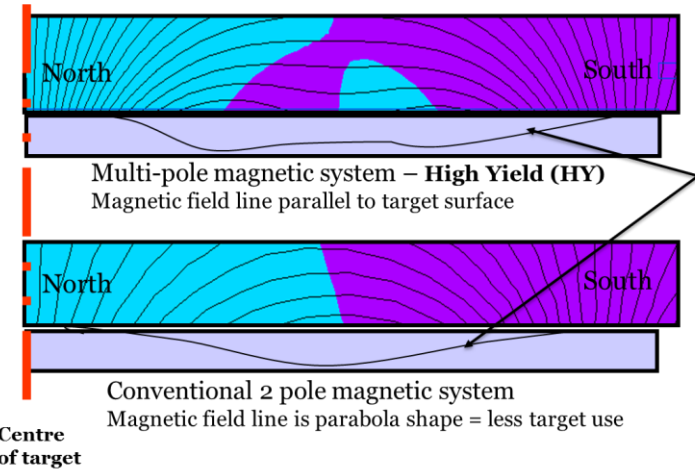 North
South
Multi-pole magnetic system – High Yield (HY)
Magnetic field line parallel to target surface
North
South
Conventional 2 pole magnetic system
Magnetic field line is parabola shape = less target use
Centre
of target